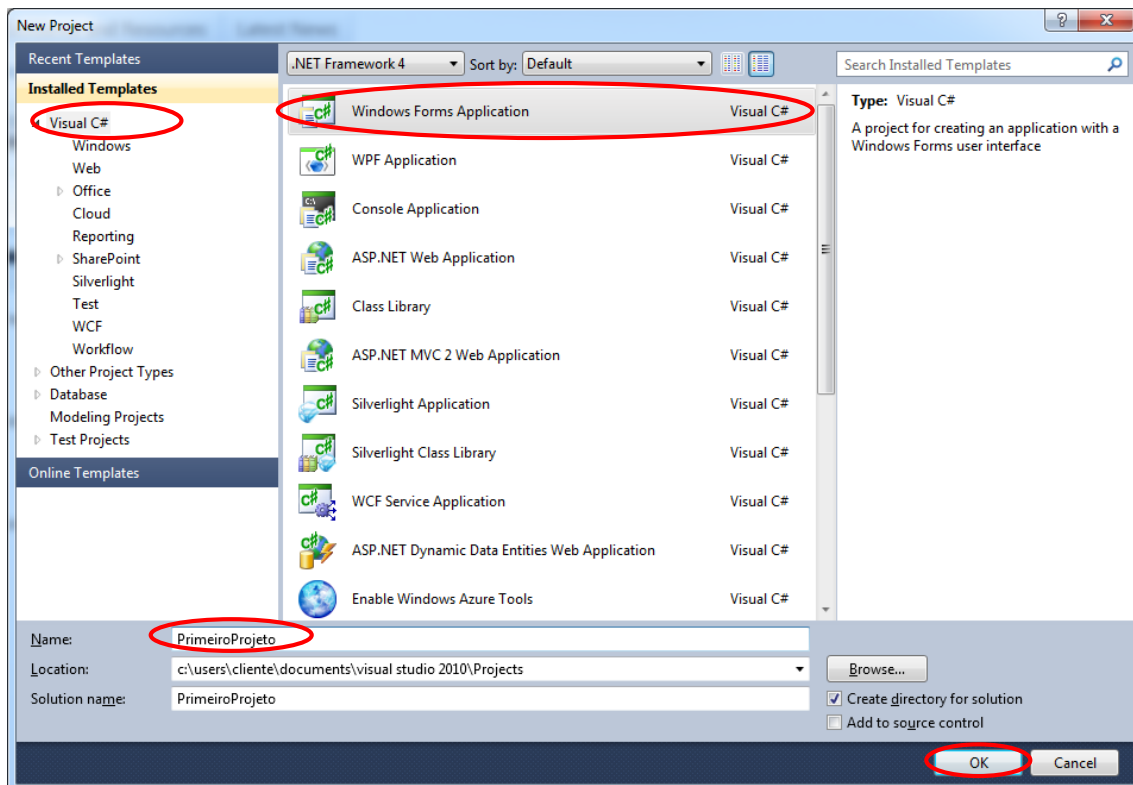 New Project
Recent Templates
Installed Templates
Visual C#
Windows
Web
Office
Cloud
Reporting
SharePoint
Silverlight
Test
WCF
Workflow
Other Project Types
Database
Modeling Projects
Test Projects
Online Templates
.NET Framework 4 Sort by: Default
Windows Forms Application Visual C#
WPF Application Visual C#
Console Application Visual C#
ASP.NET Web Application Visual C#
Class Library Visual C#
ASP.NET MVC 2 Web Application Visual C#
Silverlight Application Visual C#
Silverlight Class Library Visual C#
WCF Service Application Visual C#
ASP.NET Dynamic Data Entities Web Application Visual C#
Enable Windows Azure Tools Visual C#
Search Installed Templates
Type: Visual C#
A project for creating an application with a
Windows Forms user interface
Name: PrimeiroProjeto
Location: c:\users\cliente\documents\visual studio 2010\Projects Browse...
Solution name: PrimeiroProjeto
Create directory for solution
Add to source control
OK Cancel